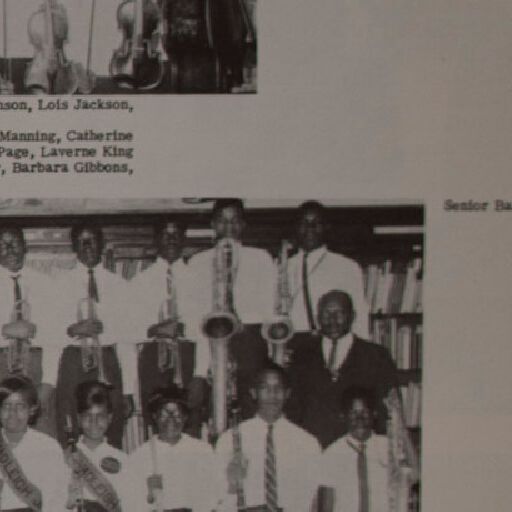 nson, Lois Jackson,
Manning, Catherine
Page, Laverne King
, Barbara Gibbons,
Senior Ba